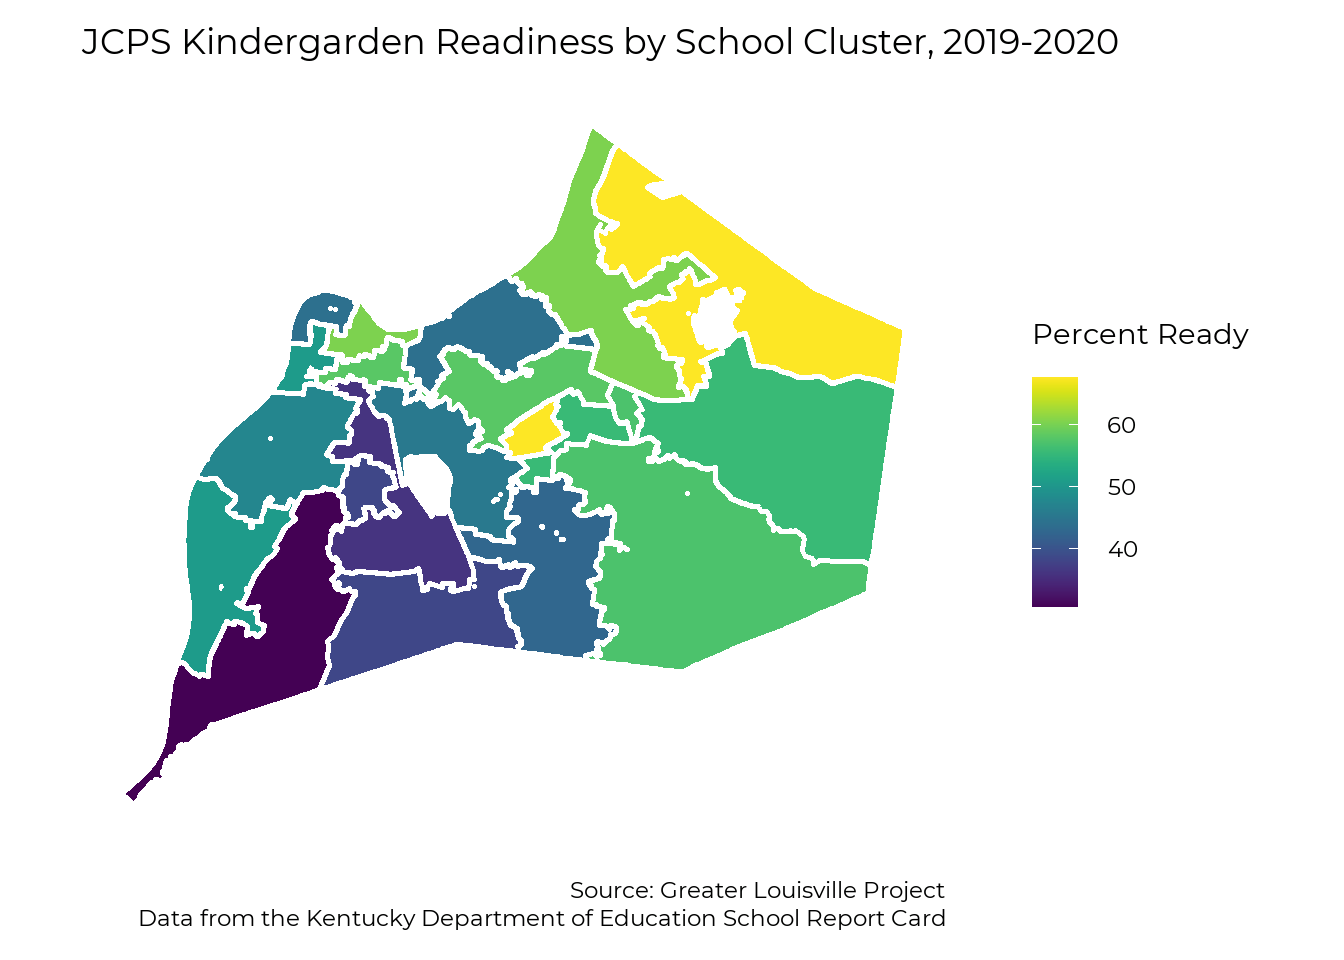 JCPS Kindergarden Readiness by School Cluster, 2019-2020
Percent Ready
60
50
40
Source: Greater Louisville Project
Data from the Kentucky Department of Education School Report Card